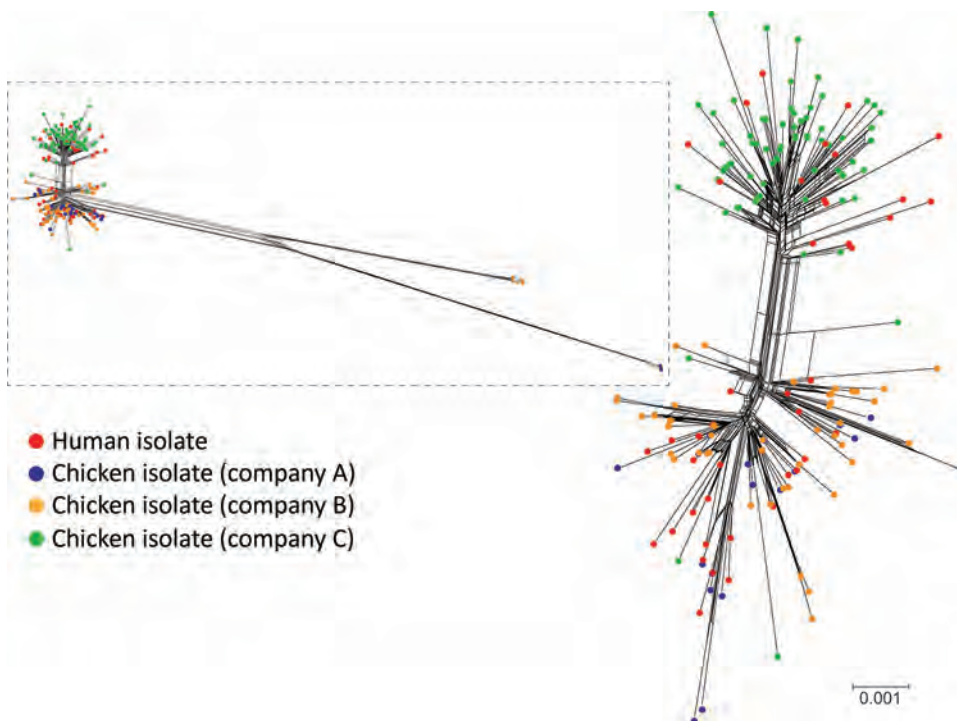 Human isolate
Chicken isolate (company A)
Chicken isolate (company B)
Chicken isolate (company C)
0.001